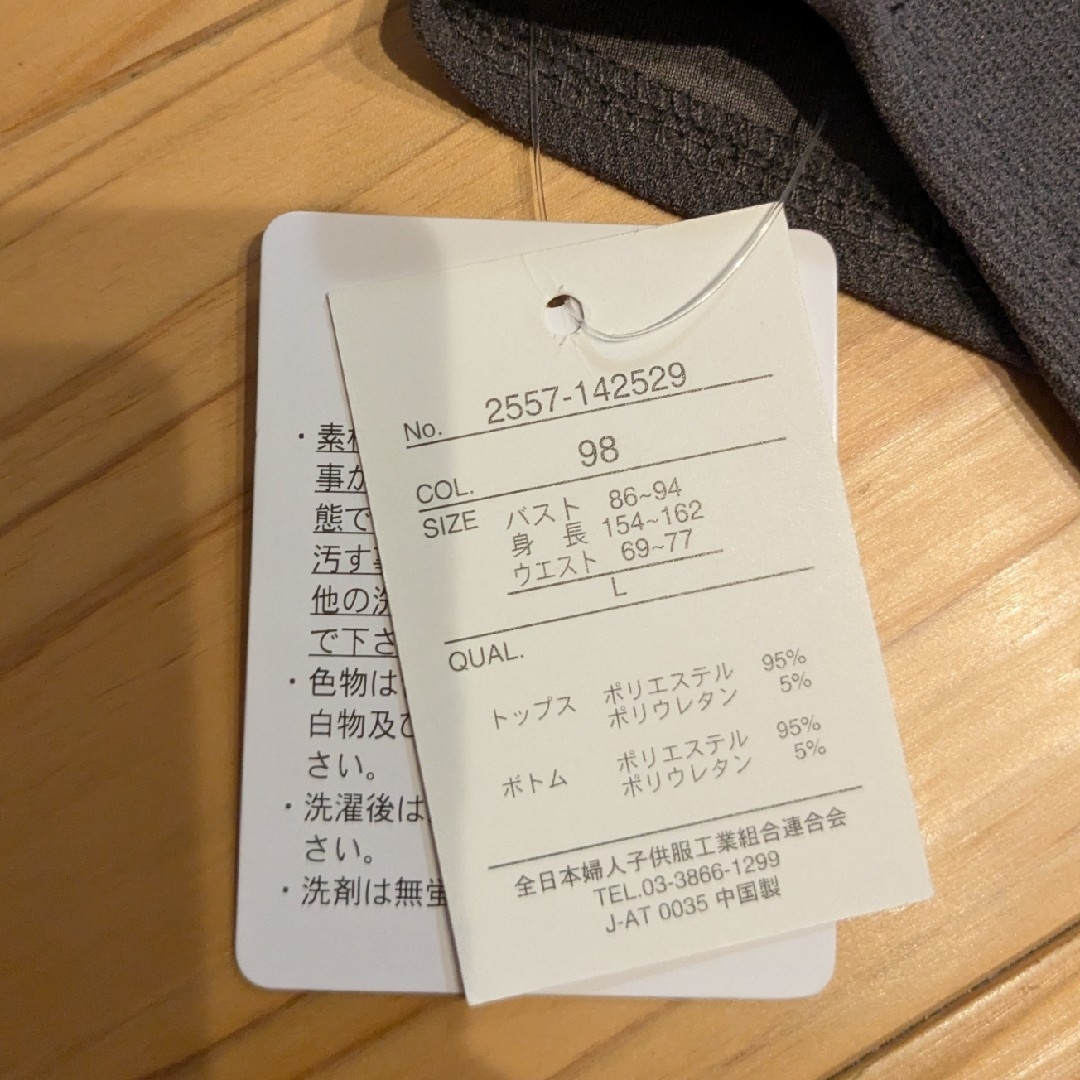 No. 2557-142529
COL. 98
SIZE バスト 86~94
身長 154~162
ウエスト 69~77
L
QUAL.
トップス ポリエステル 95%
ポリウレタン 5%
ボトム ポリエステル 95%
ポリウレタン 5%
全日本婦人子供服工業組合連合会
TEL.03-3866-1299
J-AT 0035 中国製
・素
事か
態で
汚す
他の洗
で下さ
・色物は
白物及び
さい。
・洗濯後は
さい。
・洗剤は無蛍